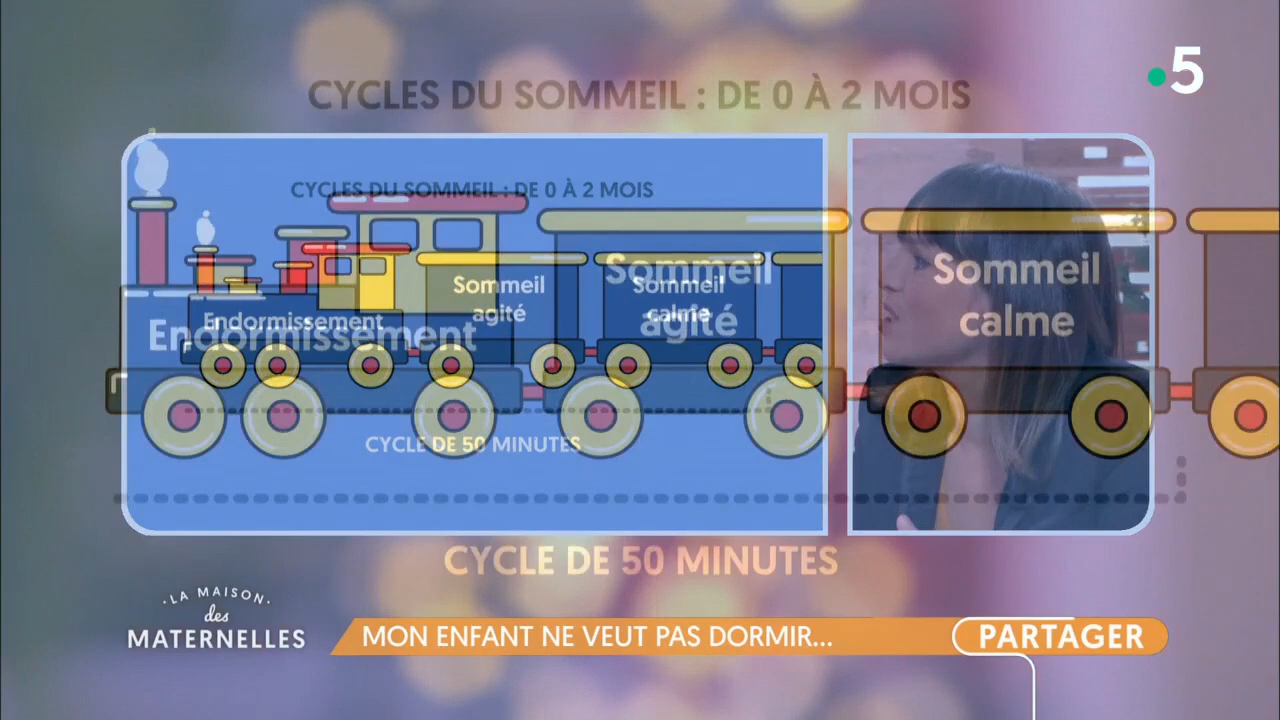 5
CYCLES DU SOMMEIL : DE 0 À 2 MOIS
CYCLES DU SOMMEIL : DE 0 À 2 MOIS
Endormissement
Sommeil
agité
Sommeil
calme
Endormissement
Sommeil
agité
Sommeil
calme
CYCLE DE 50 MINUTES
CYCLE DE 50 MINUTES
·LA MAISON·
des
MATERNELLES
MON ENFANT NE VEUT PAS DORMIR...
PARTAGER